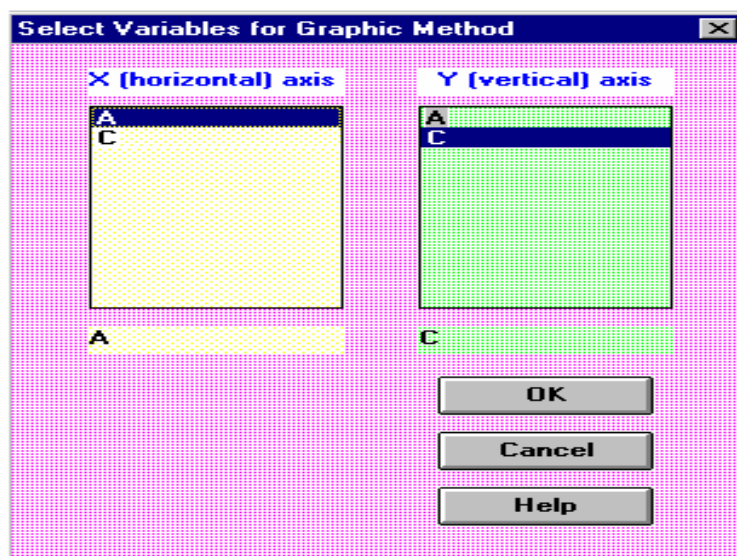 Select Variables for Graphic Method
X (horizontal) axis
Y (vertical) axis
A
C
A
C
A
C
OK
Cancel
Help